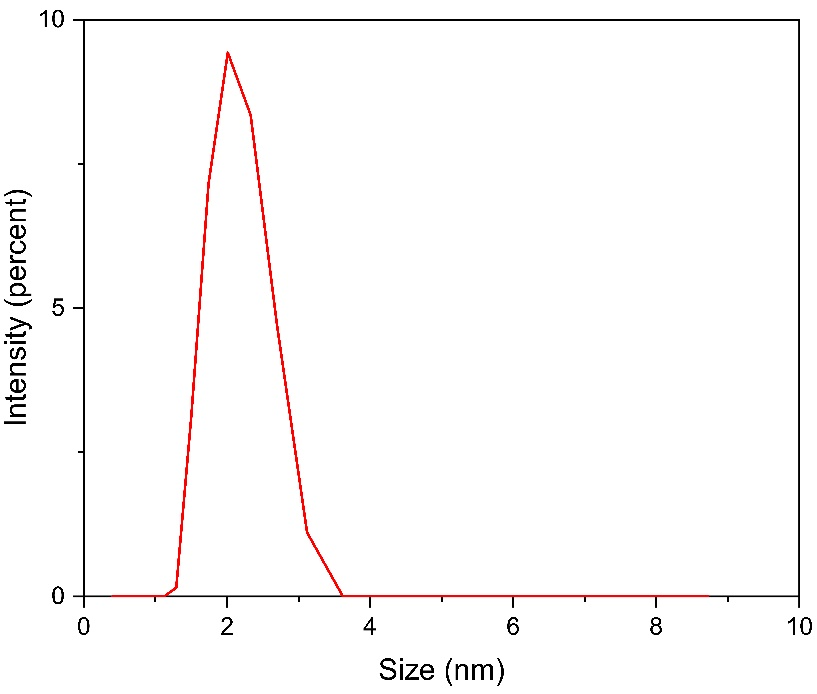 10
5
0
Intensity (percent)
0 2 4 6 8 10
Size (nm)